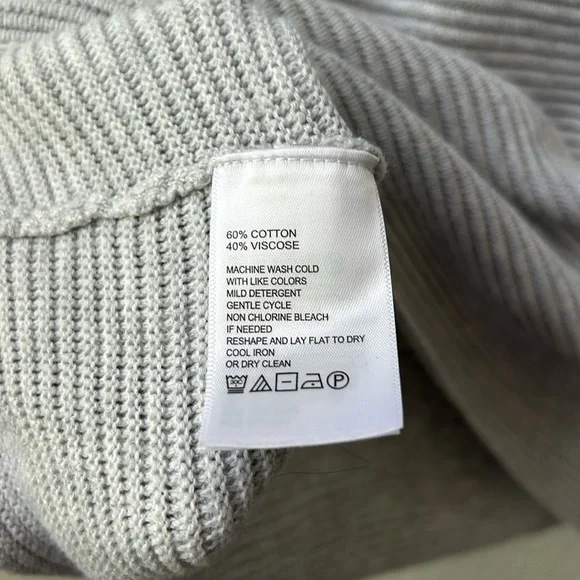 60% COTTON
40% VISCOSE
MACHINE WASH COLD
WITH LIKE COLORS
MILD DETERGENT
GENTLE CYCLE
NON CHLORINE BLEACH
IF NEEDED
RESHAPE AND LAY FLAT TO DRY
COOL IRON
OR DRY CLEAN
P